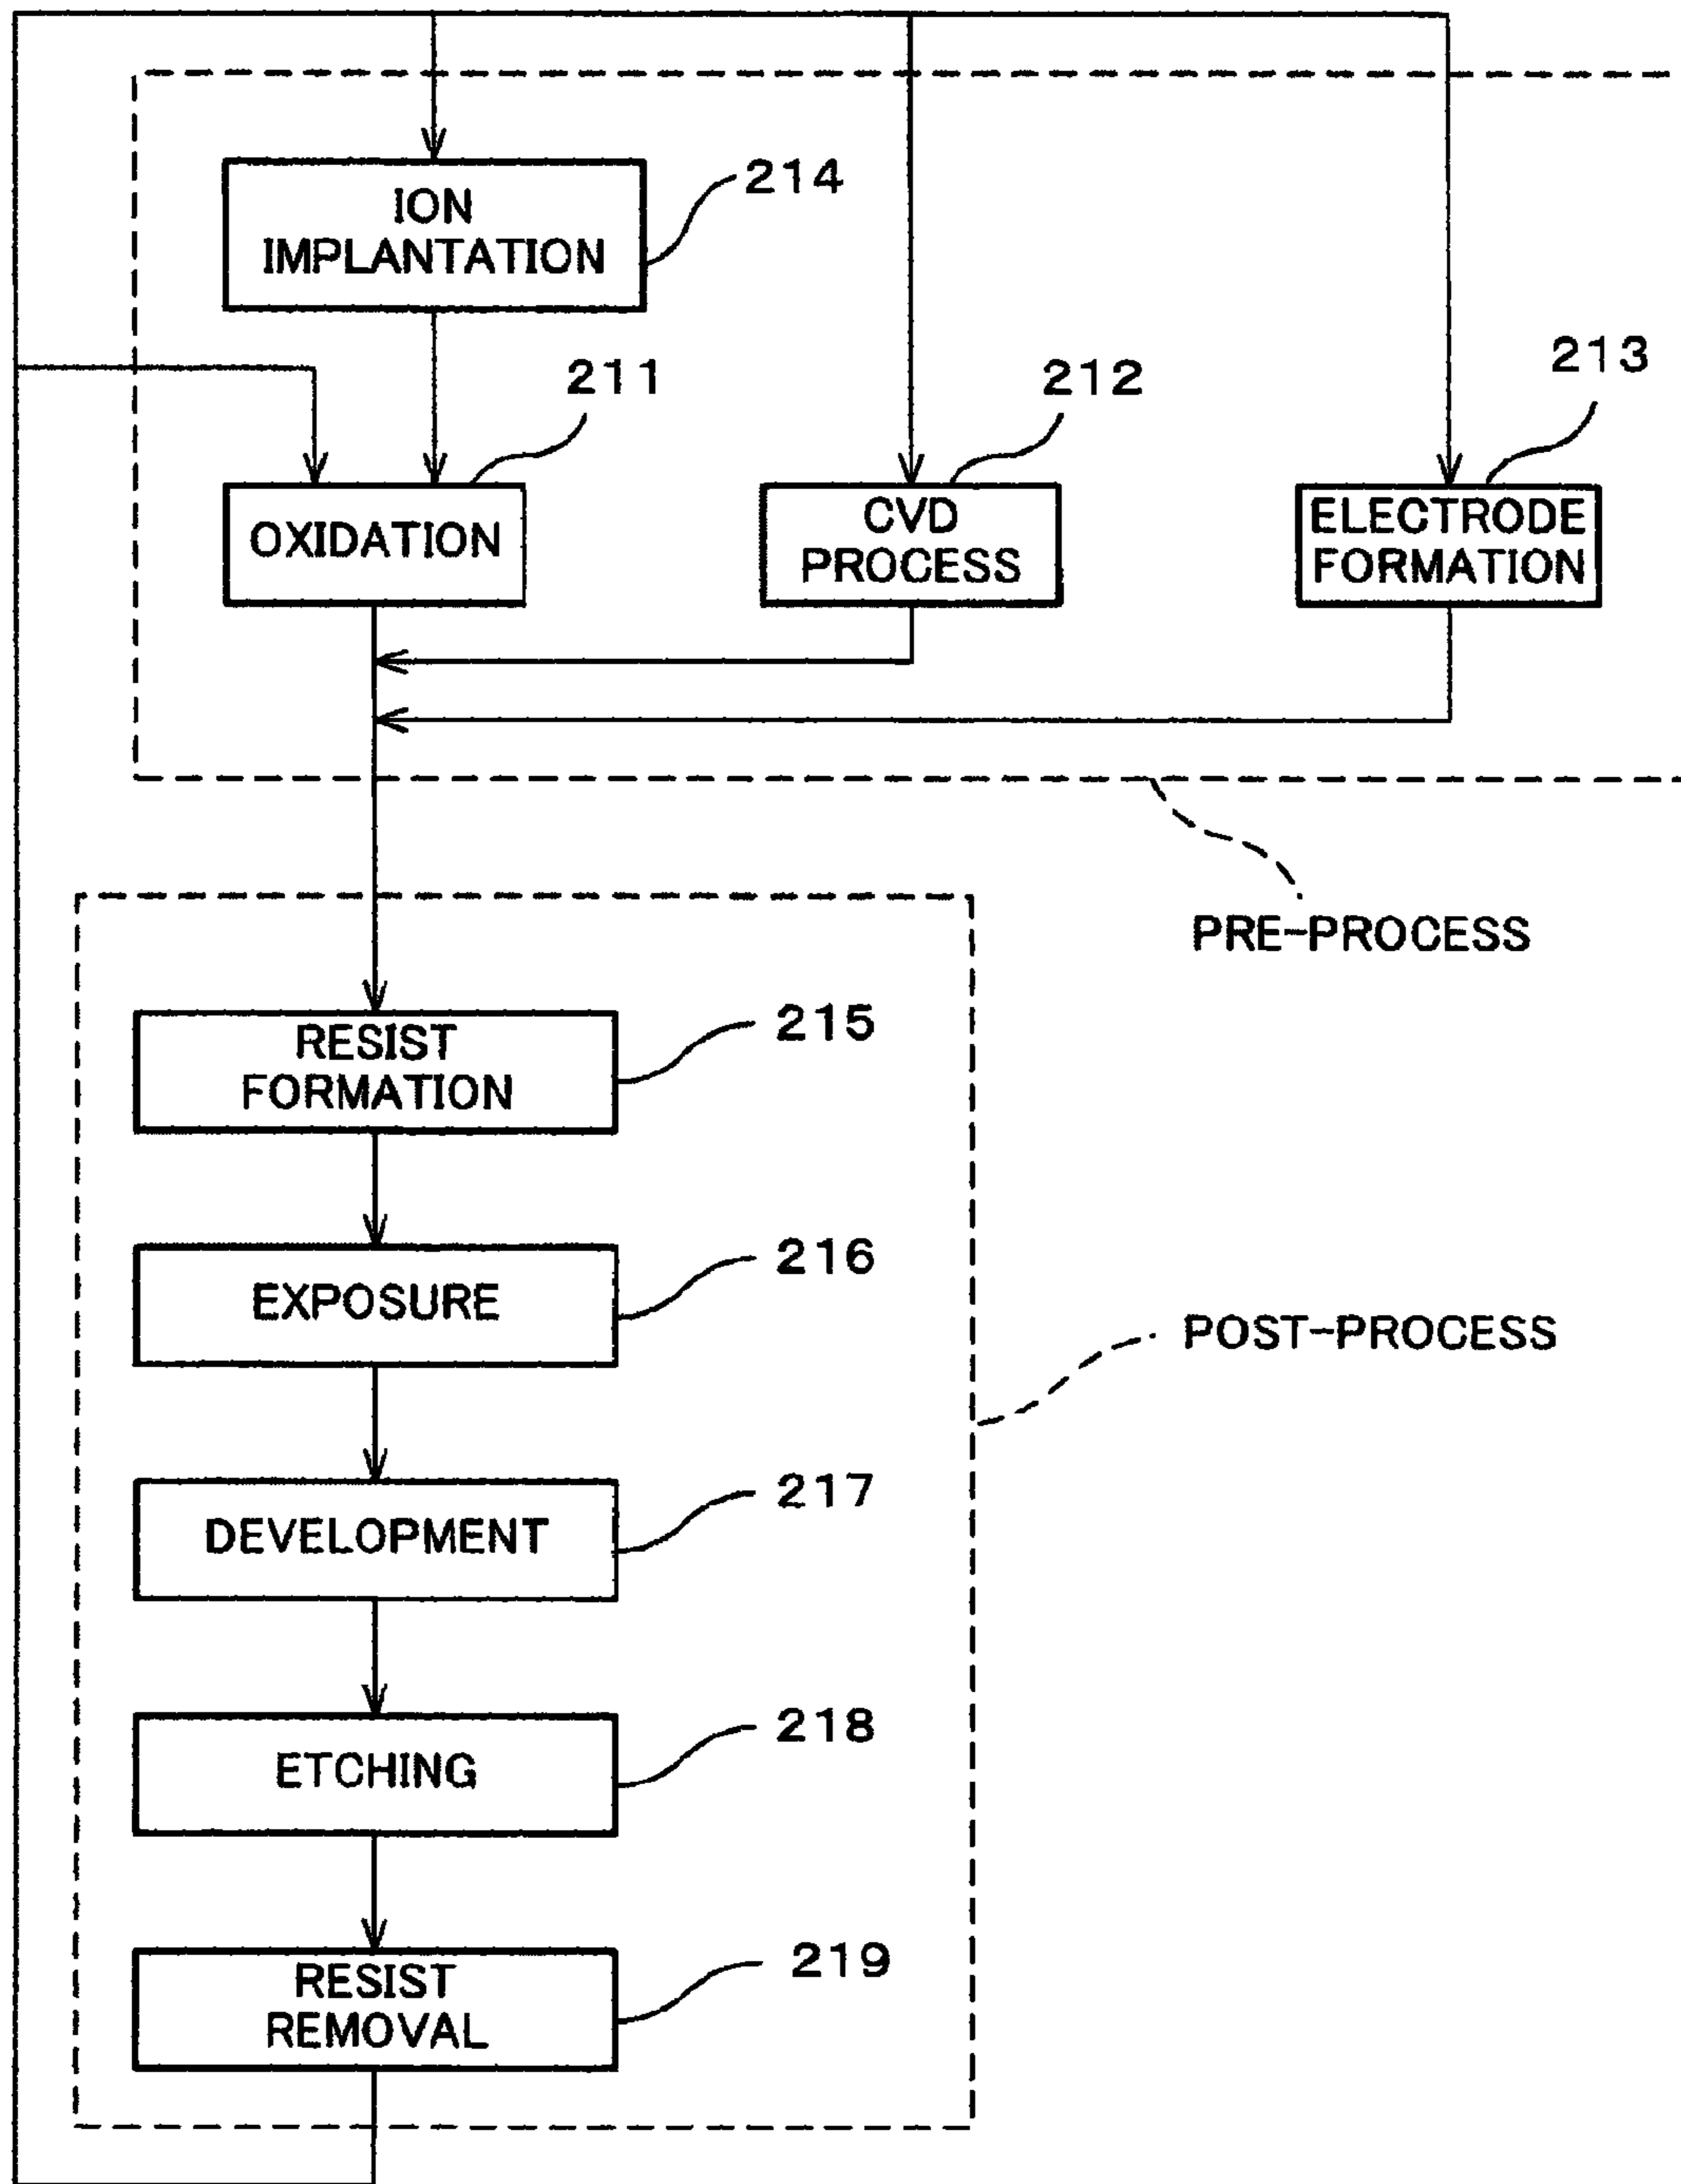 ION
IMPLANTATION
214
211
212
213
OXIDATION
CVD
PROCESS
ELECTRODE
FORMATION
PRE-PROCESS
RESIST
FORMATION
215
EXPOSURE
216
POST-PROCESS
DEVELOPMENT
217
ETCHING
218
RESIST
REMOVAL
219